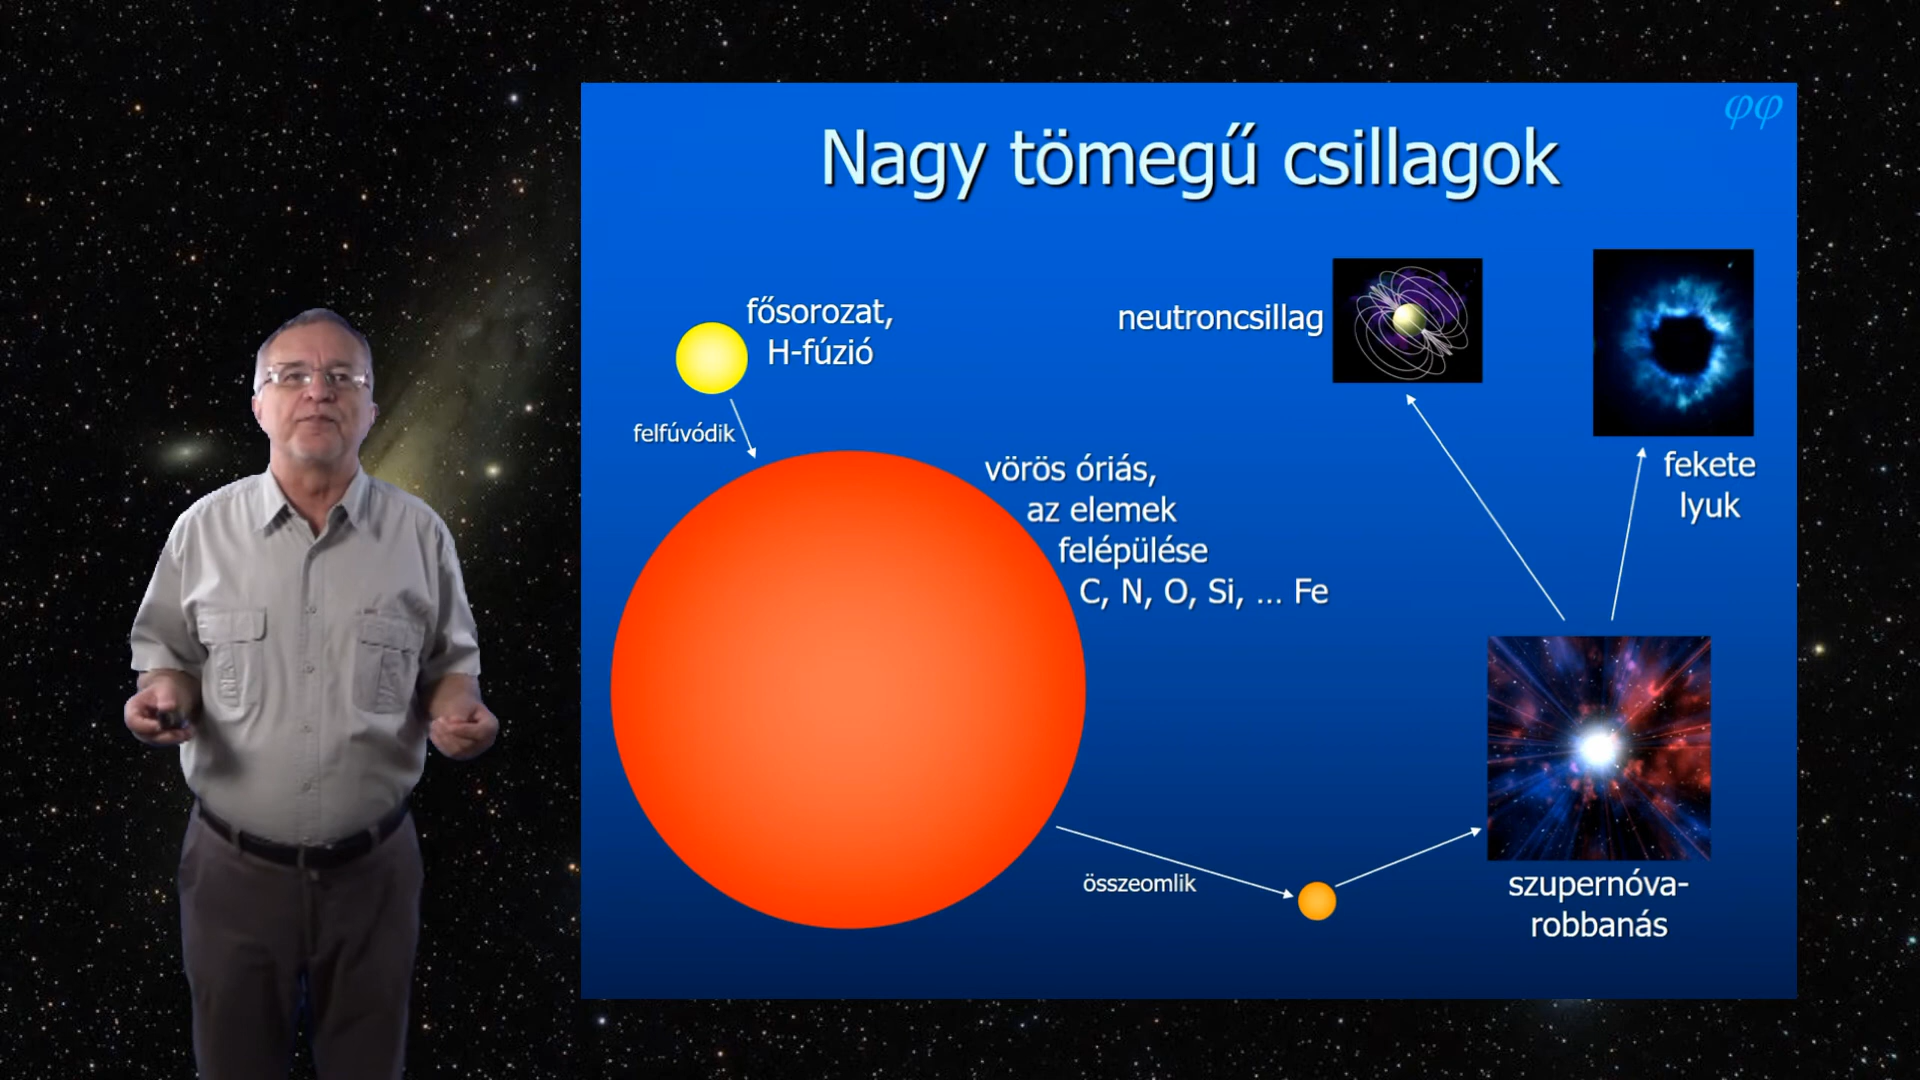 φφ
Nagy tömegű csillagok
fősorozat,
H-fúzió
felfúvódik
vörös óriás,
az elemek
felépülése
C, N, O, Si, … Fe
neutroncsillag
fekete
lyuk
összeomlik
szupernóva-
robbanás